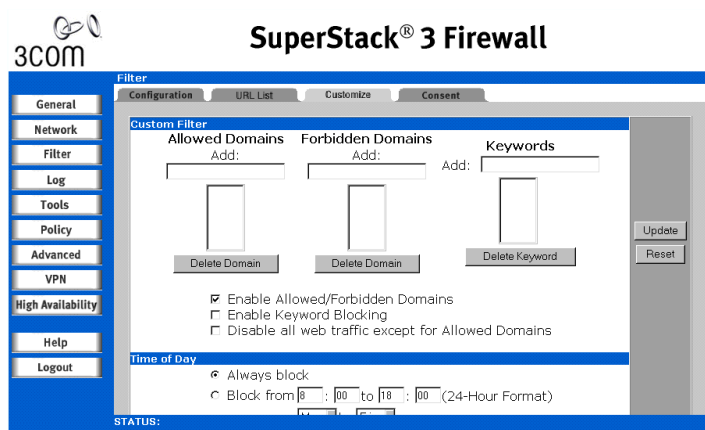 3COM
SuperStack® 3 Firewall
Filter
Configuration URL List Customize Consent
General
Network
Filter
Log
Tools
Policy
Advanced
VPN
High Availability
Help
Logout
Custom Filter
Allowed Domains Forbidden Domains Keywords
Add: Add: Add:
Delete Domain Delete Domain Delete Keyword
Update
Reset
Enable Allowed/Forbidden Domains
Enable Keyword Blocking
Disable all web traffic except for Allowed Domains
Time of Day
Always block
Block from 8 : 00 to 18 : 00 (24-Hour Format)
STATUS: